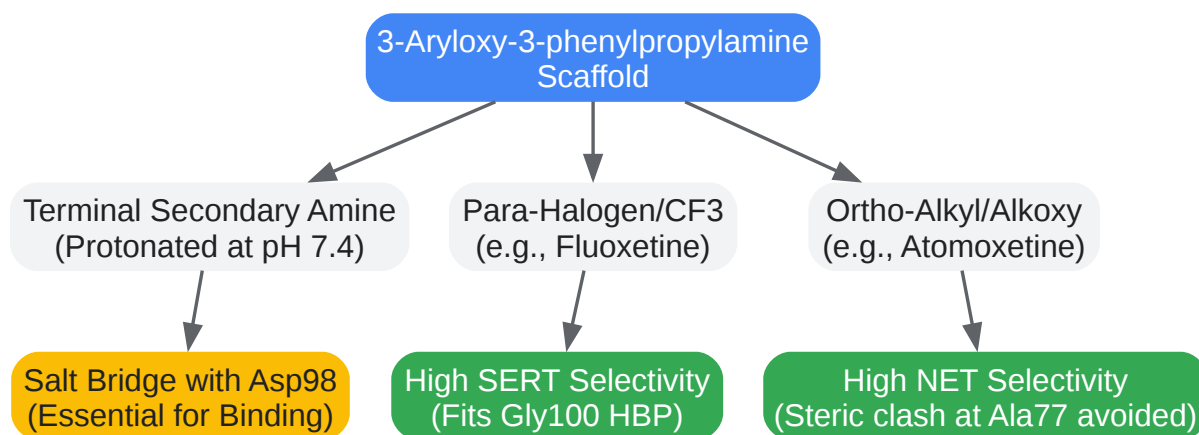 3-Aryloxy-3-phenylpropylamine
Scaffold
Terminal Secondary Amine
(Protonated at pH 7.4)
Para-Halogen/CF3
(e.g., Fluoxetine)
Ortho-Alkyl/Alkoxy
(e.g., Atomoxetine)
Salt Bridge with Asp98
(Essential for Binding)
High SERT Selectivity
(Fits Gly100 HBP)
High NET Selectivity
(Steric clash at Ala77 avoided)